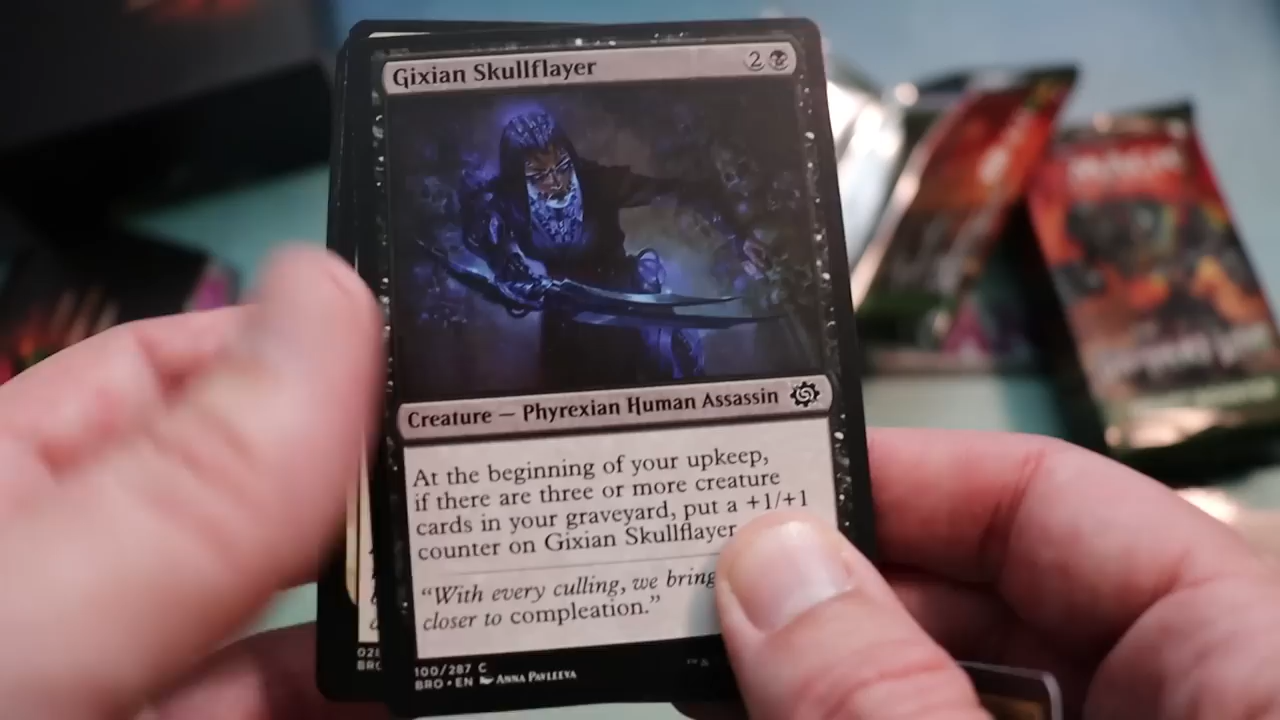 Gixian Skullflayer
2
Creature — Phyrexian Human Assassin
At the beginning of your upkeep,
if there are three or more creature
cards in your graveyard, put a +1/+1
counter on Gixian Skullflayer
“With every culling, we bring
closer to compleation.”
100/287 C
BRO • EN Anna Pavleeva
028
BRO